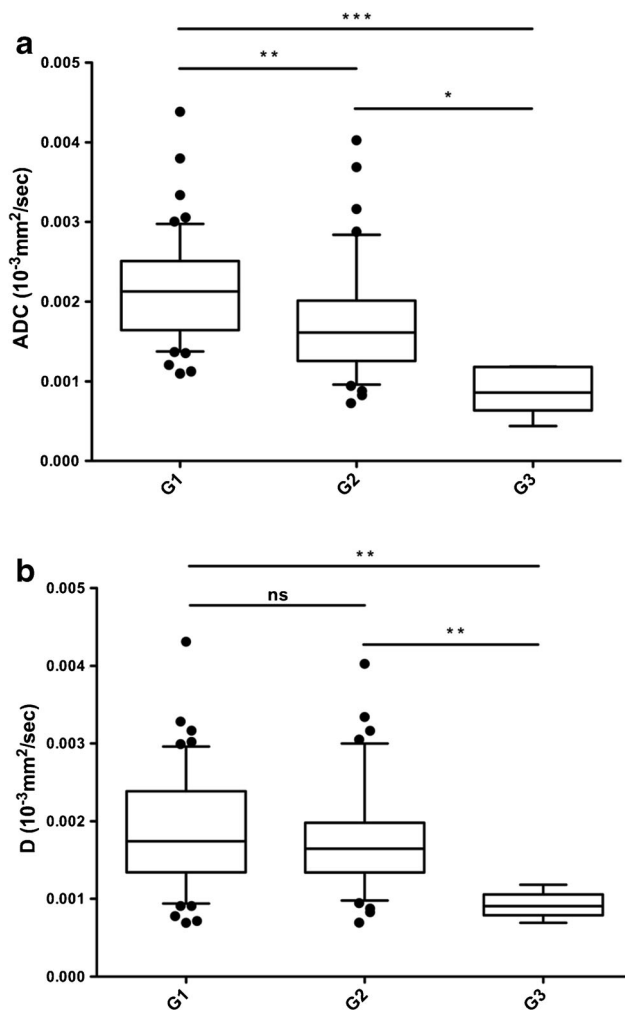 ***
a
**
*
0.005
0.004
0.003
0.002
0.001
0.000
ADC (10⁻³mm²/sec)
G1
G2
G3
**
b
ns
**
0.005
0.004
0.003
0.002
0.001
0.000
D (10⁻³mm²/sec)
G1
G2
G3